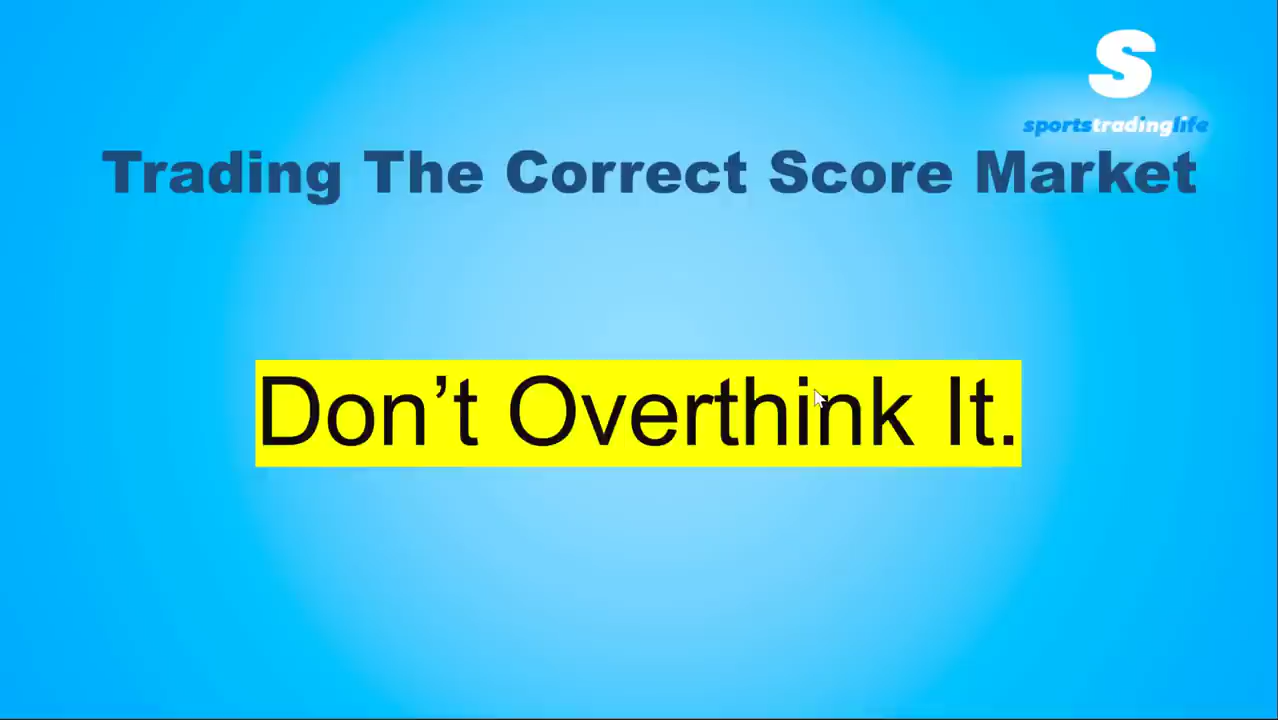 S
sportstradinglife
Trading The Correct Score Market
Don’t Overthink It.